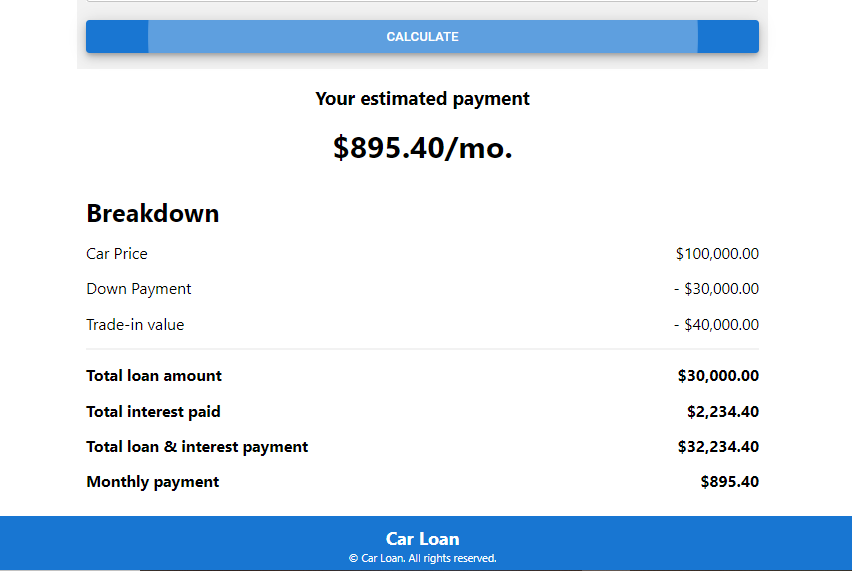 CALCULATE
Your estimated payment
$895.40/mo.
Breakdown
Car Price $100,000.00
Down Payment - $30,000.00
Trade-in value - $40,000.00
Total loan amount $30,000.00
Total interest paid $2,234.40
Total loan & interest payment $32,234.40
Monthly payment $895.40
Car Loan
© Car Loan. All rights reserved.